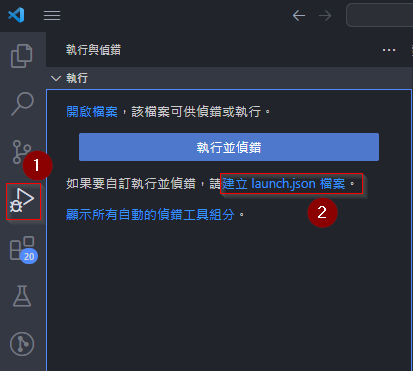 執行與偵錯
執行
開啟檔案，該檔案可供偵錯或執行。
執行並偵錯
1
如果要自訂執行並偵錯，請建立 launch.json 檔案。
2
顯示所有自動的偵錯工具組分。
20